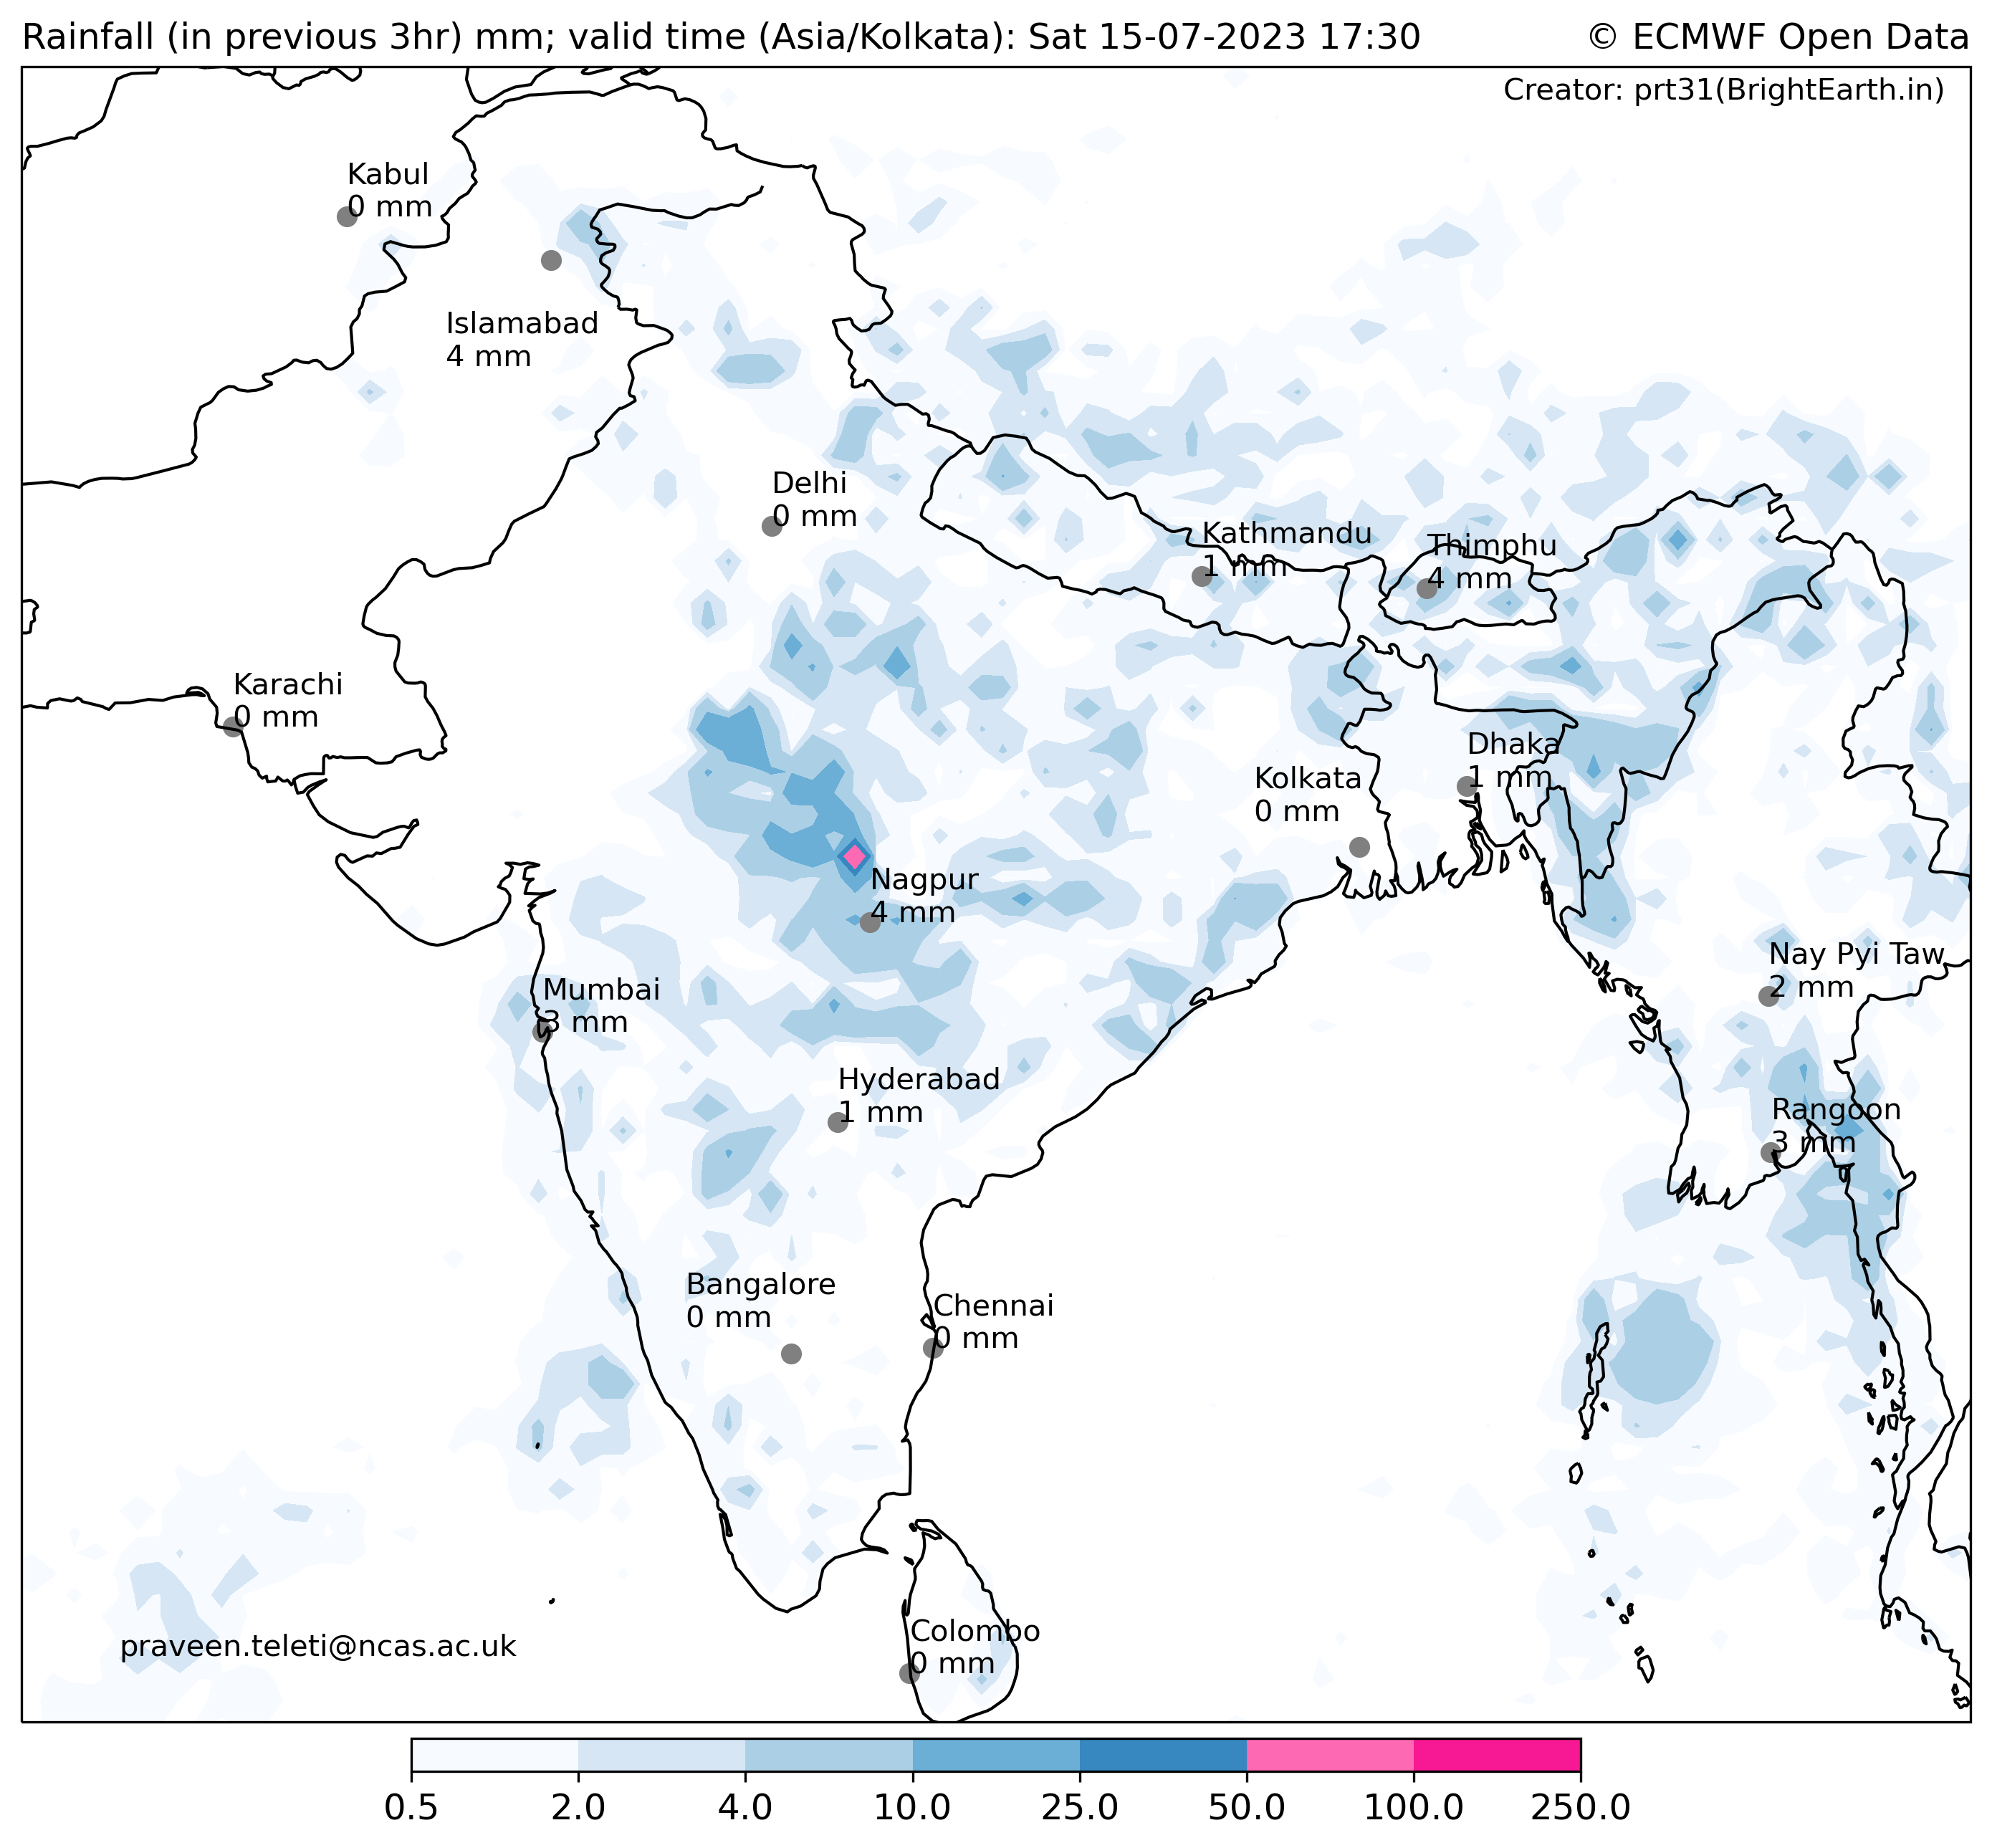 Rainfall (in previous 3hr) mm; valid time (Asia/Kolkata): Sat 15-07-2023 17:30
© ECMWF Open Data
Creator: prt31(BrightEarth.in)
Kabul
0 mm
Islamabad
4 mm
Delhi
0 mm
Kathmandu
1 mm
Thimphu
4 mm
Karachi
0 mm
Dhaka
1 mm
Kolkata
0 mm
Nagpur
4 mm
Nay Pyi Taw
2 mm
Mumbai
3 mm
Hyderabad
1 mm
Rangoon
3 mm
Bangalore
0 mm
Chennai
0 mm
Colombo
0 mm
praveen.teleti@ncas.ac.uk
0.5 2.0 4.0 10.0 25.0 50.0 100.0 250.0